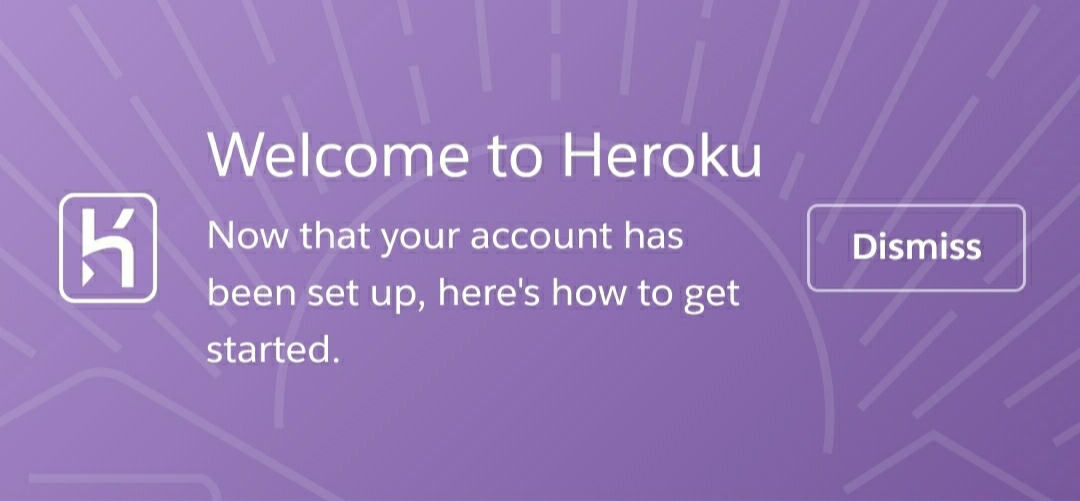 Welcome to Heroku
Now that your account has
been set up, here's how to get
started.
Dismiss